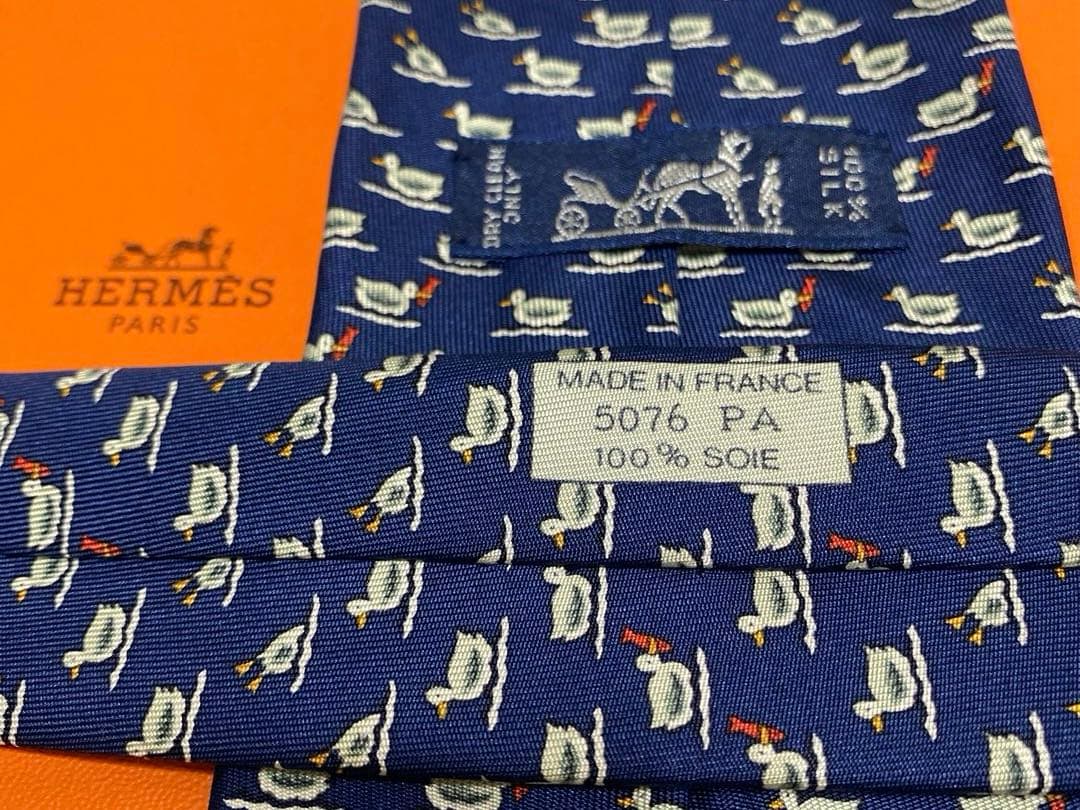 HERMÈS
PARIS
DRY CLEAN
ONLY
100%
SILK
MADE IN FRANCE
5076 PA
100% SOIE